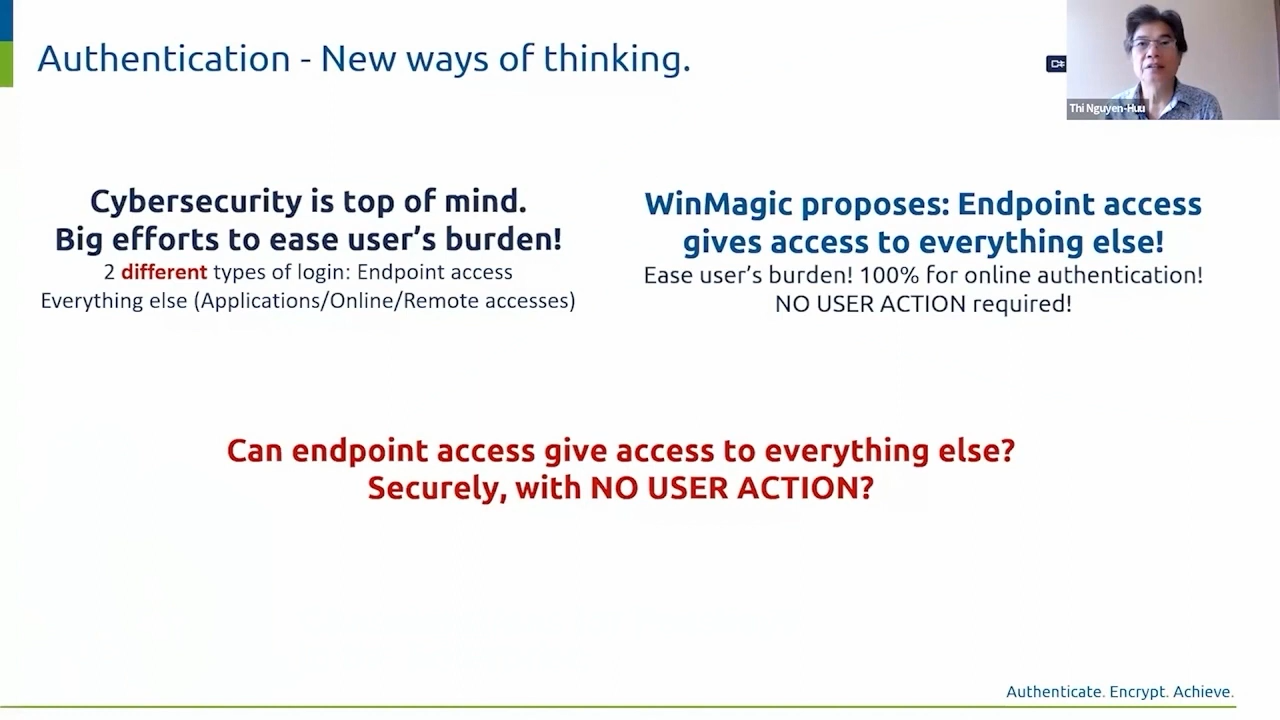 Authentication - New ways of thinking.
Thi Nguyen-Huu
Cybersecurity is top of mind.
Big efforts to ease user's burden!
2 different types of login: Endpoint access
Everything else (Applications/Online/Remote accesses)
WinMagic proposes: Endpoint access
gives access to everything else!
Ease user's burden! 100% for online authentication!
NO USER ACTION required!
Can endpoint access give access to everything else?
Securely, with NO USER ACTION?
Authenticate. Encrypt. Achieve.